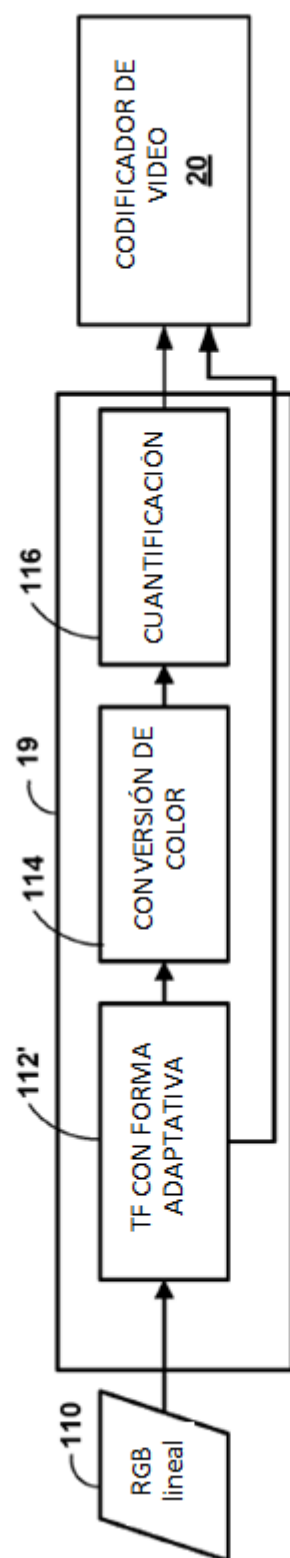 110
RGB
lineal
112'
TF CON FORMA
ADAPTATIVA
114
CONVERSIÓN DE
COLOR
19
116
CUANTIFICACIÓN
CODIFICADOR DE
VIDEO
20